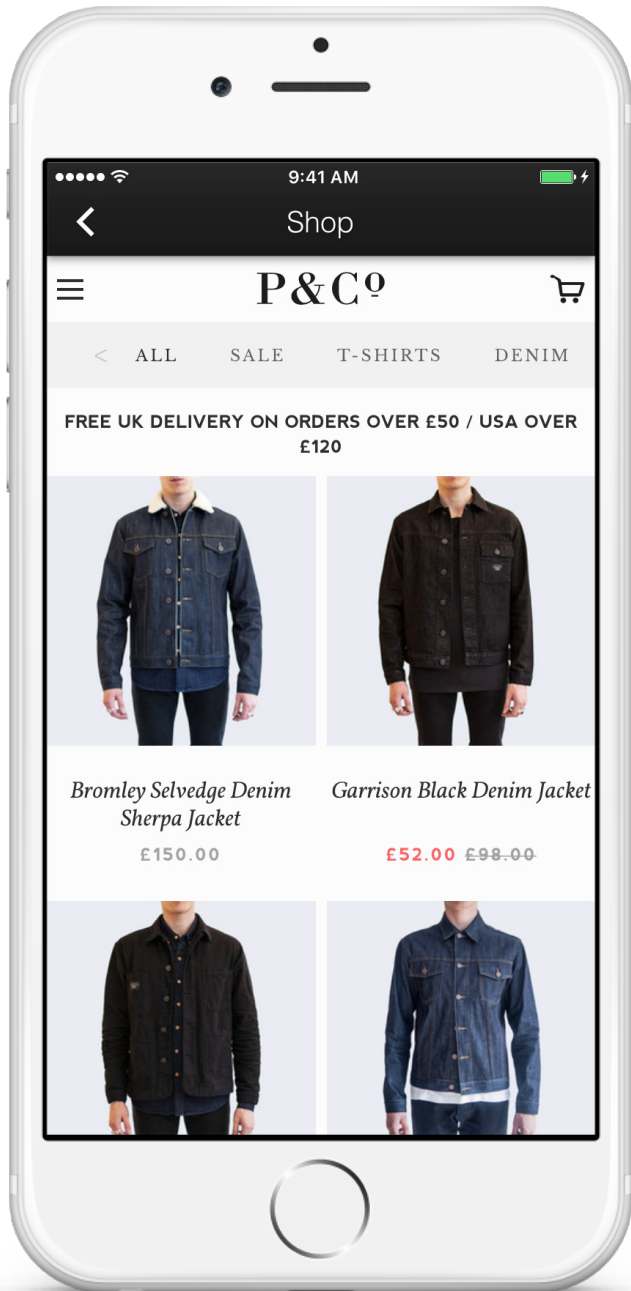 9:41 AM
Shop
P&Cº
< ALL SALE T-SHIRTS DENIM
FREE UK DELIVERY ON ORDERS OVER £50 / USA OVER
£120
Bromley Selvedge Denim
Sherpa Jacket
£150.00
Garrison Black Denim Jacket
£52.00 £98.00